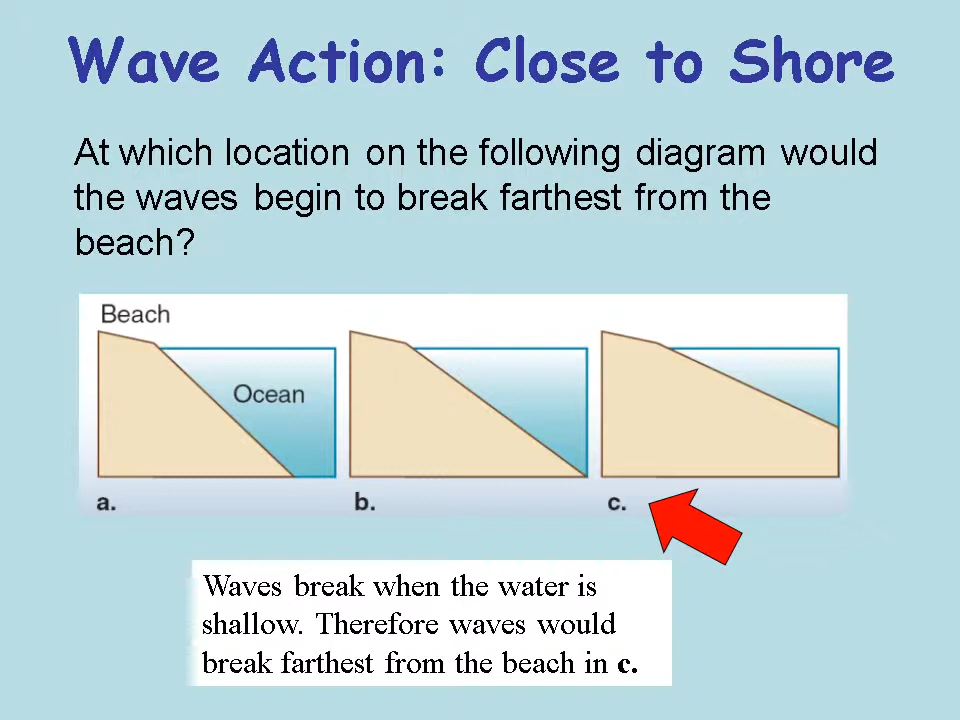 Wave Action: Close to Shore
At which location on the following diagram would
the waves begin to break farthest from the
beach?
Beach
Ocean
a.
b.
c.
Waves break when the water is
shallow. Therefore waves would
break farthest from the beach in c.